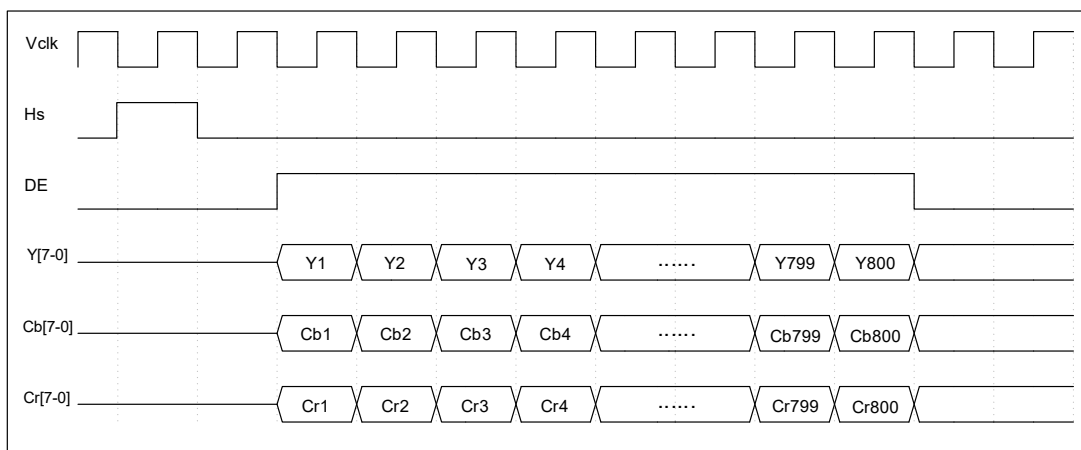 Vclk
Hs
DE
Y[7-0] Y1 Y2 Y3 Y4 ...... Y799 Y800
Cb[7-0] Cb1 Cb2 Cb3 Cb4 ...... Cb799 Cb800
Cr[7-0] Cr1 Cr2 Cr3 Cr4 ...... Cr799 Cr800